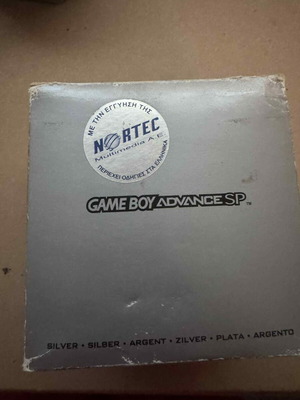 ΜΕ ΤΗΝ ΕΓΓΥΗΣΗ ΤΗΣ
NORTEC
Multimedia A.E.
ΠΕΡΙΕΧΕΙ ΟΔΗΓΙΕΣ ΣΤΑ ΕΛΛΗΝΙΚΑ
GAME BOY ADVANCE SP™
SILVER • SILBER • ARGENT • ZILVER • PLATA • ARGENTO